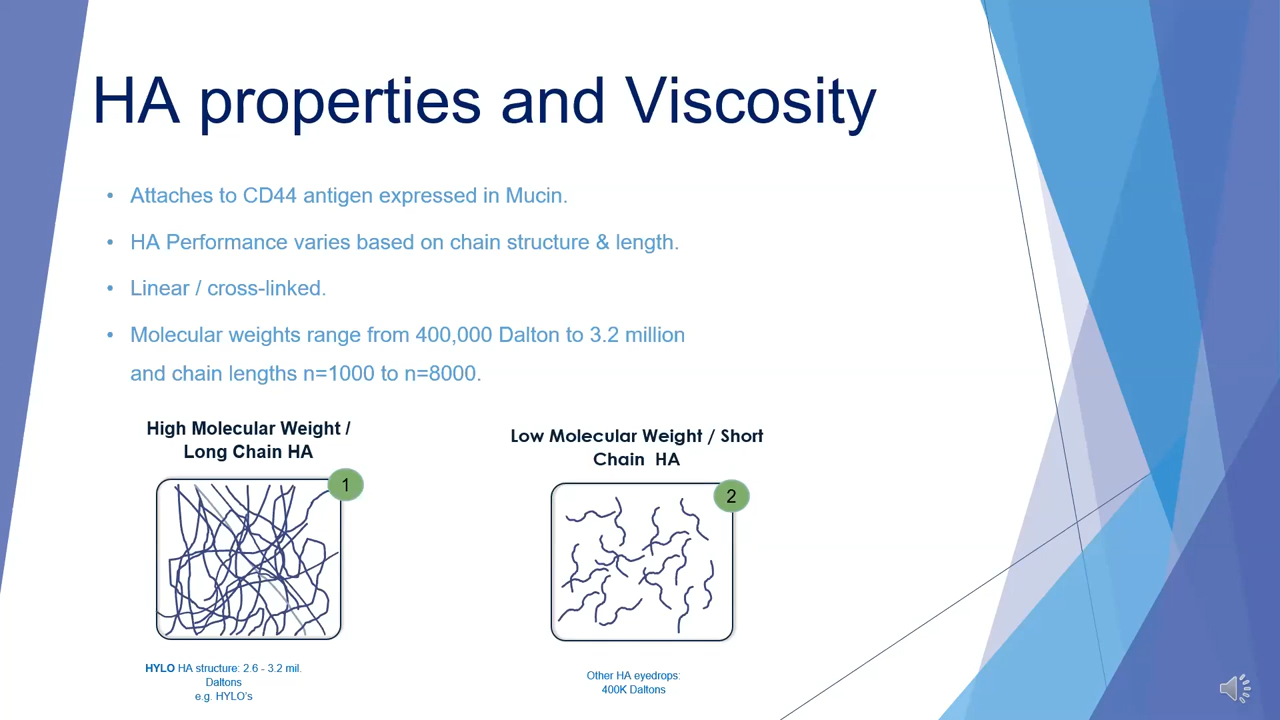 HA properties and Viscosity
• Attaches to CD44 antigen expressed in Mucin.
• HA Performance varies based on chain structure & length.
• Linear / cross-linked.
• Molecular weights range from 400,000 Dalton to 3.2 million
and chain lengths n=1000 to n=8000.
High Molecular Weight /
Long Chain HA
1
HYLO HA structure: 2.6 - 3.2 mil.
Daltons
e.g. HYLO's
Low Molecular Weight / Short
Chain HA
2
Other HA eyedrops:
400K Daltons